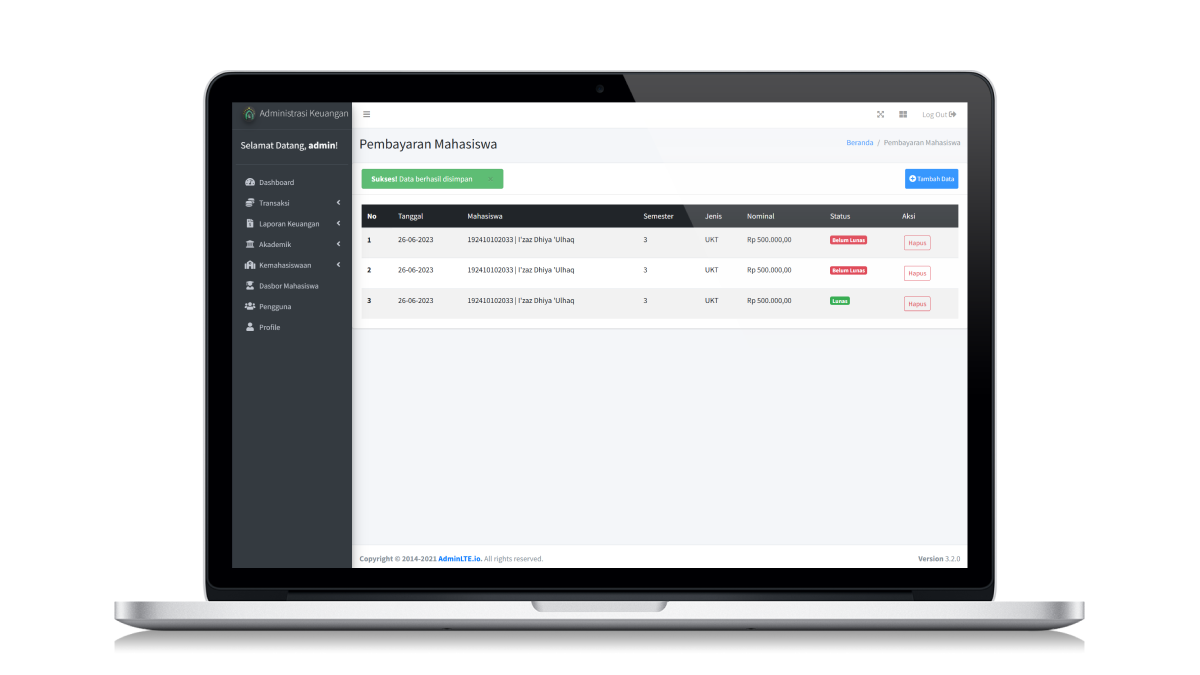 Administrasi Keuangan
Log Out
Selamat Datang, admin!
Pembayaran Mahasiswa
Beranda / Pembayaran Mahasiswa
Dashboard
Transaksi
Laporan Keuangan
Akademik
Kemahasiswaan
Dasbor Mahasiswa
Pengguna
Profile
Sukses! Data berhasil disimpan ×
Tambah Data
No Tanggal Mahasiswa Semester Jenis Nominal Status Aksi
1 26-06-2023 192410102033 | I'zaz Dhiya 'Ulhaq 3 UKT Rp 500.000,00 Belum Lunas Hapus
2 26-06-2023 192410102033 | I'zaz Dhiya 'Ulhaq 3 UKT Rp 500.000,00 Belum Lunas Hapus
3 26-06-2023 192410102033 | I'zaz Dhiya 'Ulhaq 3 UKT Rp 500.000,00 Lunas Hapus
Copyright © 2014-2021 AdminLTE.io. All rights reserved.
Version 3.2.0